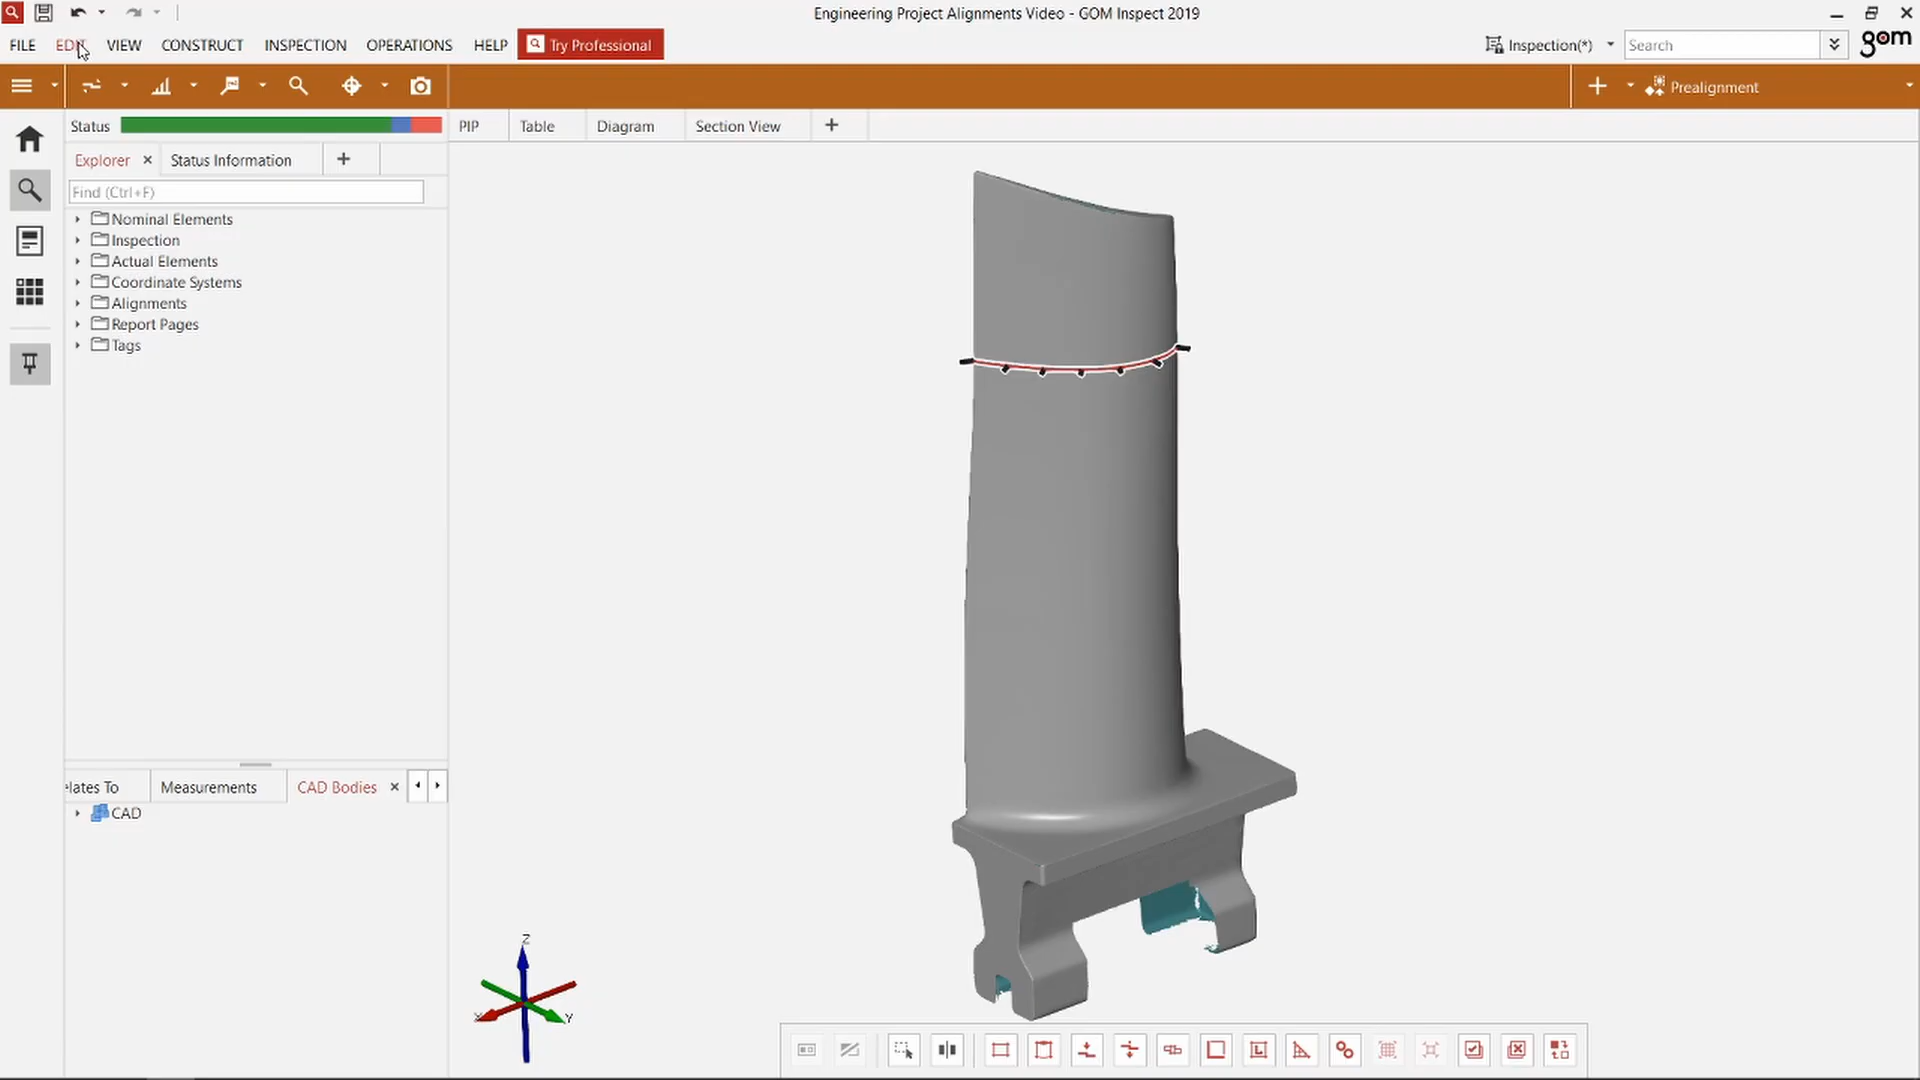 Engineering Project Alignments Video - GOM Inspect 2019
FILE EDIT VIEW CONSTRUCT INSPECTION OPERATIONS HELP Try Professional Inspection(*) Search gom
Prealignment
Status PIP Table Diagram Section View
Explorer Status Information
Find (Ctrl+F)
Nominal Elements
Inspection
Actual Elements
Coordinate Systems
Alignments
Report Pages
Tags
elates To Measurements CAD Bodies
CAD
Z
X
Y